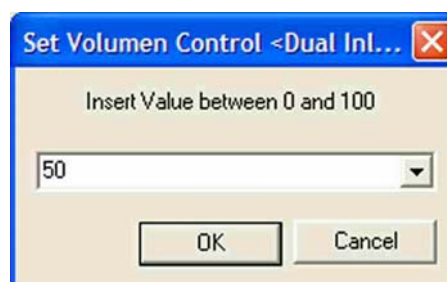 Set Volumen Control <Dual Inl...
Insert Value between 0 and 100
50
OK
Cancel